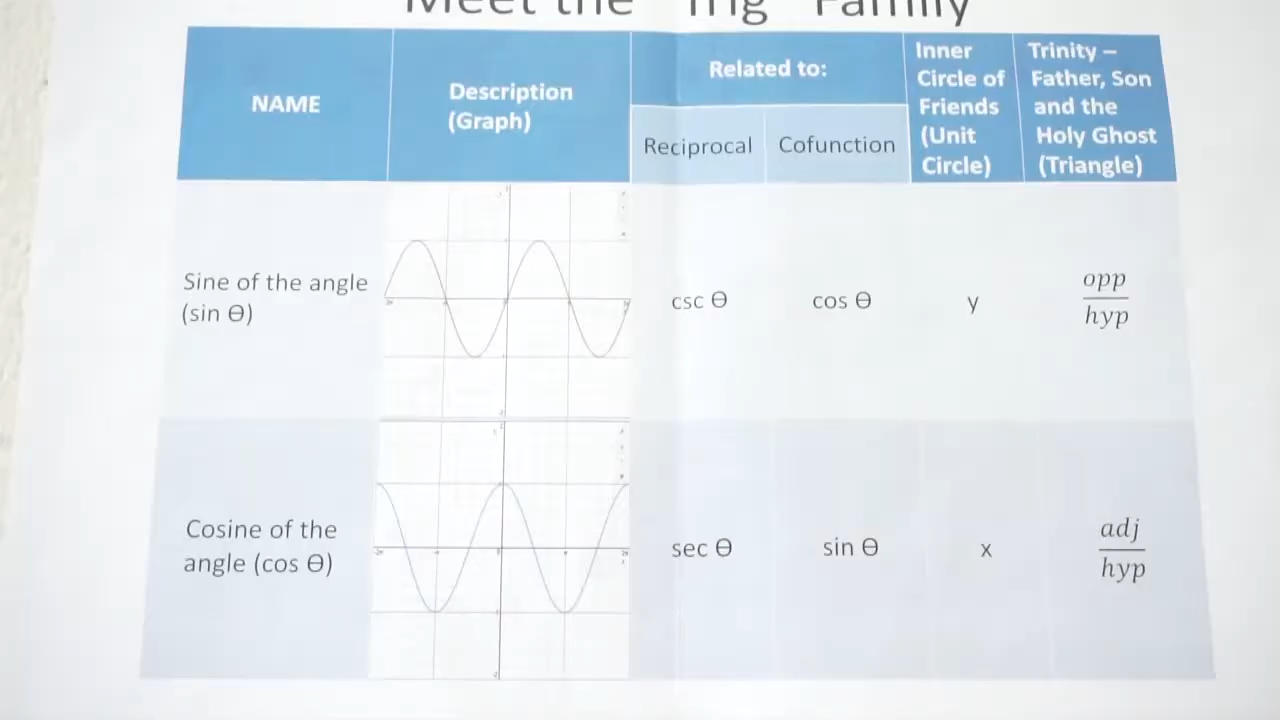 Meet the "Trig" Family
NAME
Description
(Graph)
Related to:
Reciprocal
Cofunction
Inner
Circle of
Friends
(Unit
Circle)
Trinity –
Father, Son
and the
Holy Ghost
(Triangle)
Sine of the angle
(sin Θ)
csc Θ
cos Θ
y
opp
hyp
Cosine of the
angle (cos Θ)
sec Θ
sin Θ
x
adj
hyp